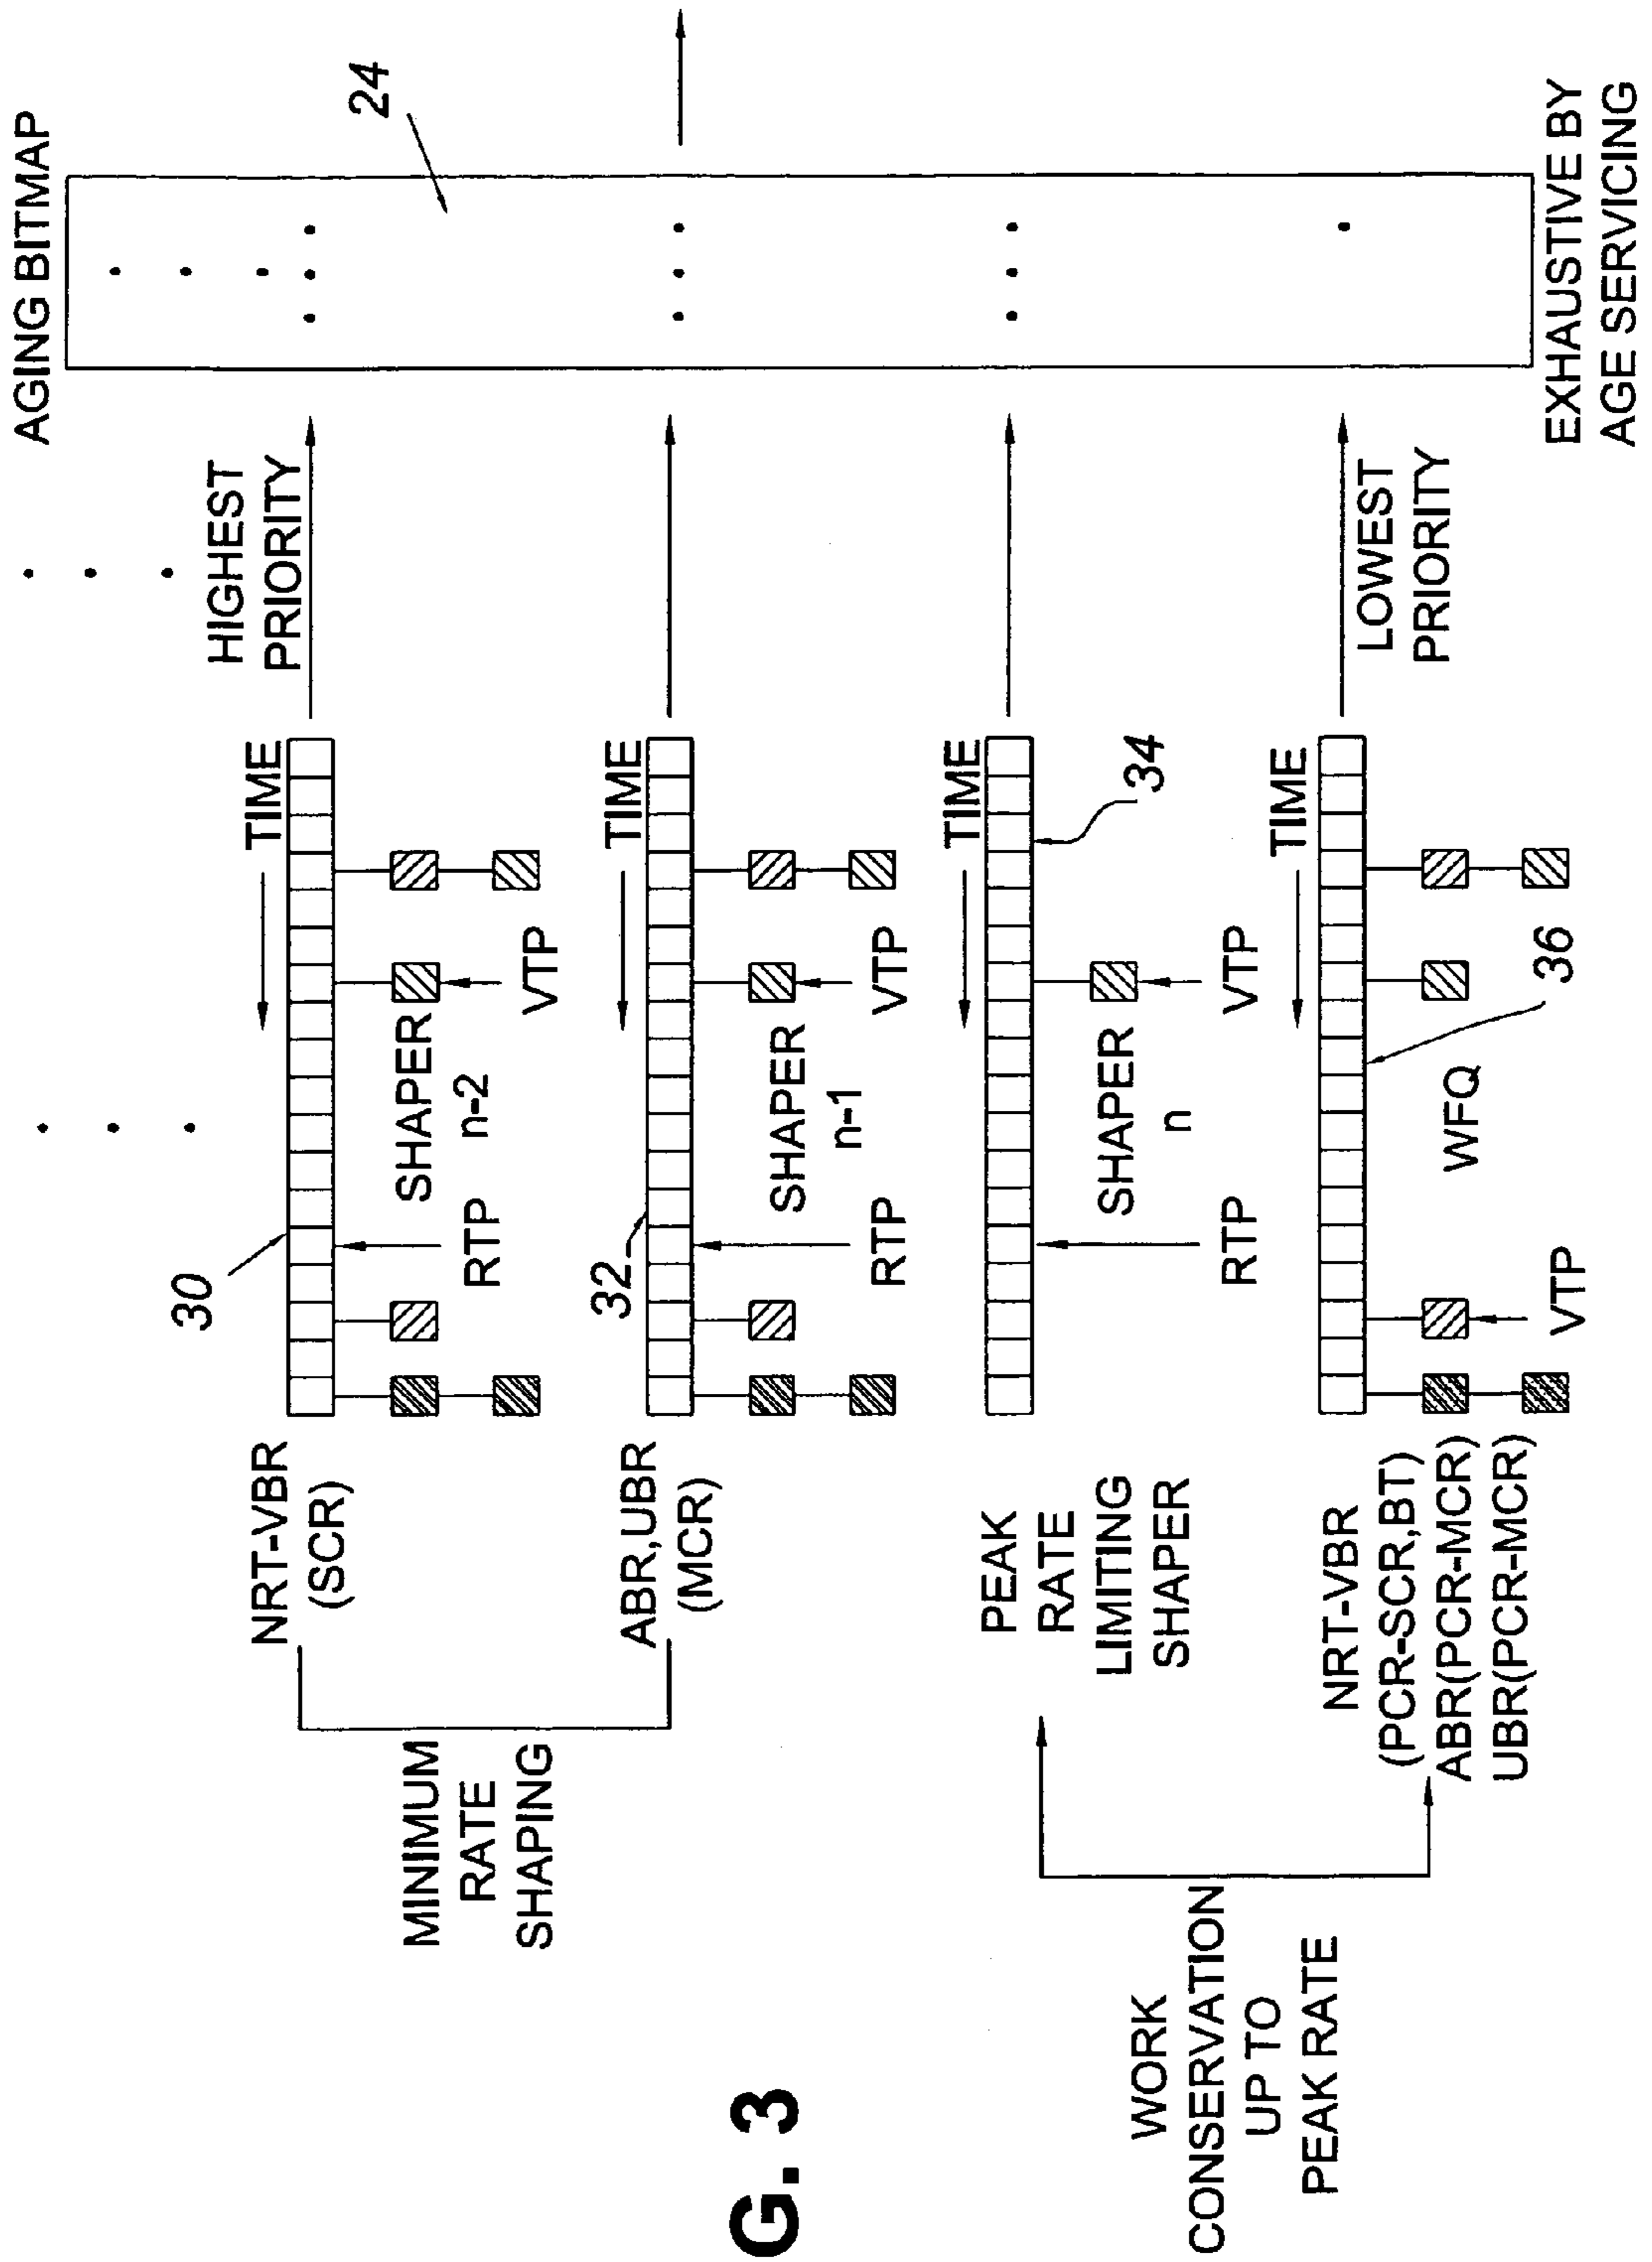 AGING BITMAP
24
HIGHEST
PRIORITY
TIME
30
NRT-VBR
(SCR)
RTP
SHAPER
n-2
VTP
MINIMUM
RATE
SHAPING
TIME
32
ABR,UBR
(MCR)
RTP
SHAPER
n-1
VTP
TIME
34
PEAK
RATE
LIMITING
SHAPER
RTP
SHAPER
n
VTP
WORK
CONSERVATION
UP TO
PEAK RATE
LOWEST
PRIORITY
TIME
36
NRT-VBR
(PCR-SCR,BT)
ABR(PCR-MCR)
UBR(PCR-MCR)
VTP
WFQ
EXHAUSTIVE BY
AGE SERVICING
G. 3